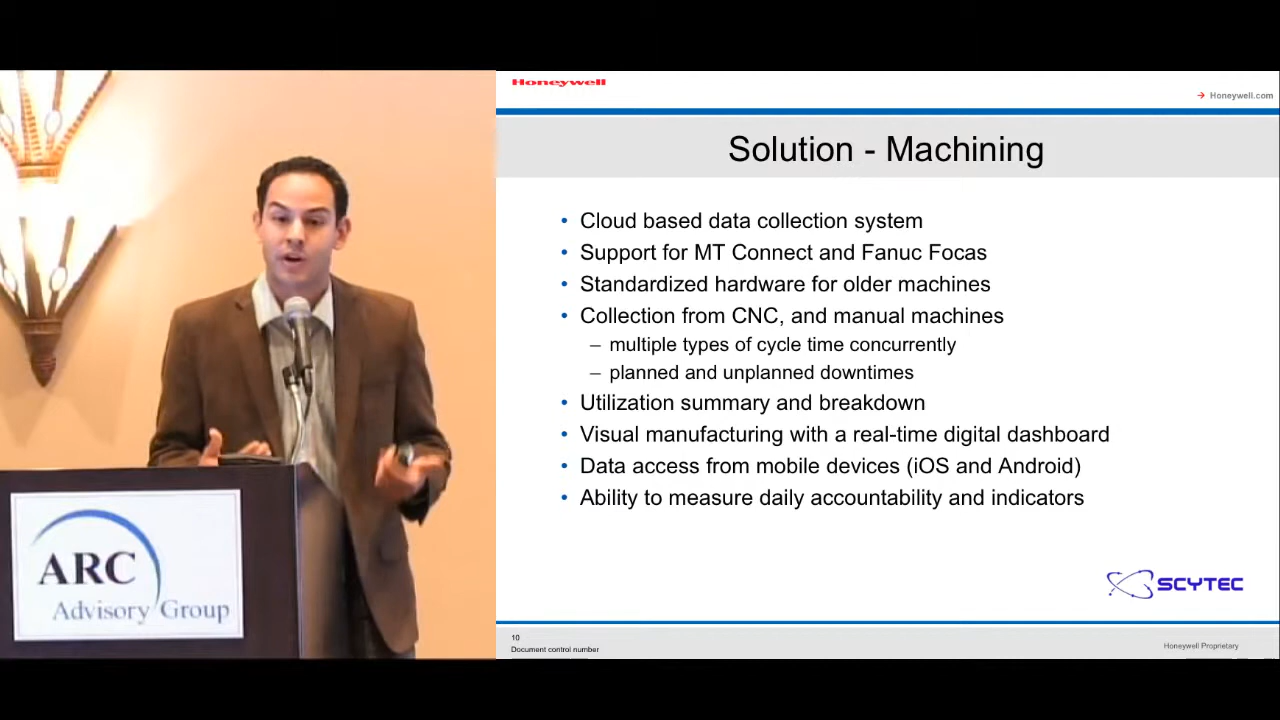 Honeywell
→ Honeywell.com
Solution - Machining
• Cloud based data collection system
• Support for MT Connect and Fanuc Focas
• Standardized hardware for older machines
• Collection from CNC, and manual machines
– multiple types of cycle time concurrently
– planned and unplanned downtimes
• Utilization summary and breakdown
• Visual manufacturing with a real-time digital dashboard
• Data access from mobile devices (iOS and Android)
• Ability to measure daily accountability and indicators
SCYTEC
10
Document control number
Honeywell Proprietary
ARC
Advisory Group